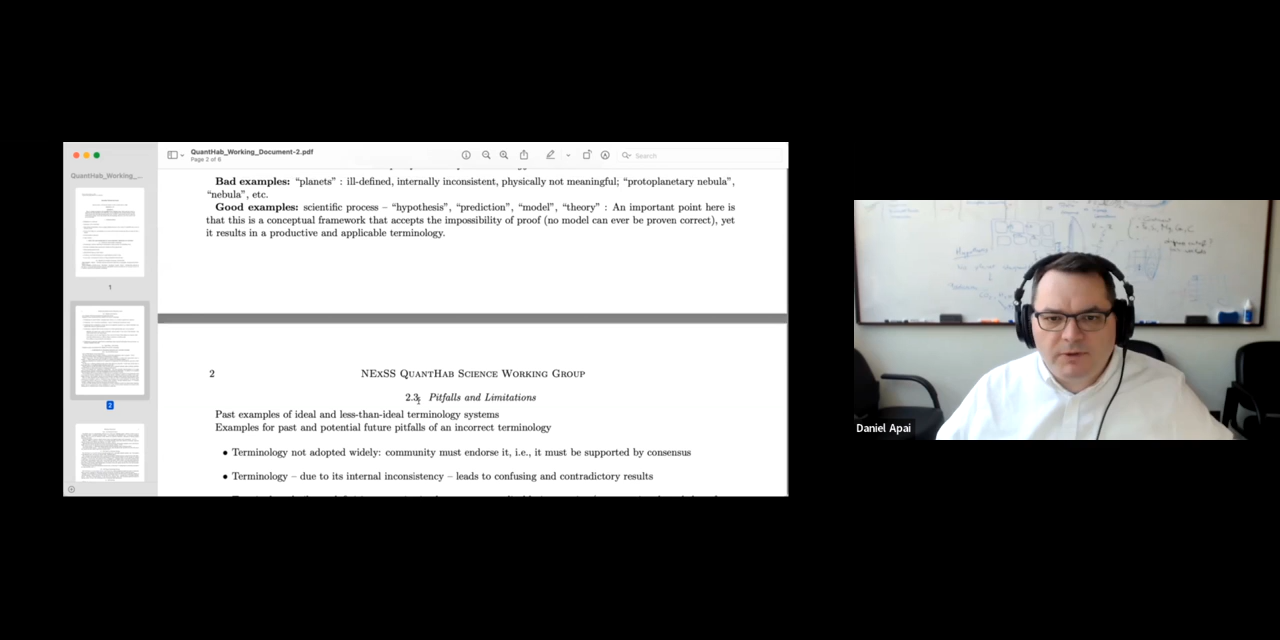 QuantHab_Working_Document-2.pdf
Page 2 of 6
Search
QuantHab_Working_...
1
2
Bad examples: “planets” : ill-defined, internally inconsistent, physically not meaningful; “protoplanetary nebula”,
“nebula”, etc.
Good examples: scientific process – “hypothesis”, “prediction”, “model”, “theory” : An important point here is
that this is a conceptual framework that accepts the impossibility of proof (no model can ever be proven correct), yet
it results in a productive and applicable terminology.
2 NExSS QuantHab Science Working Group
2.3. Pitfalls and Limitations
Past examples of ideal and less-than-ideal terminology systems
Examples for past and potential future pitfalls of an incorrect terminology
• Terminology not adopted widely: community must endorse it, i.e., it must be supported by consensus
• Terminology – due to its internal inconsistency – leads to confusing and contradictory results
Daniel Apai